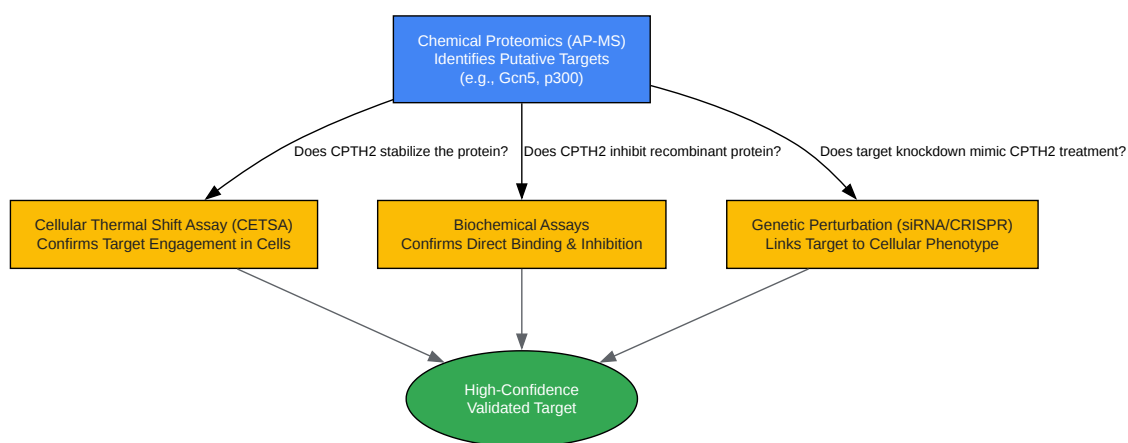 Chemical Proteomics (AP-MS)
Identifies Putative Targets
(e.g., Gcn5, p300)
Does CPTH2 stabilize the protein?
Does CPTH2 inhibit recombinant protein?
Does target knockdown mimic CPTH2 treatment?
Cellular Thermal Shift Assay (CETSA)
Confirms Target Engagement in Cells
Biochemical Assays
Confirms Direct Binding & Inhibition
Genetic Perturbation (siRNA/CRISPR)
Links Target to Cellular Phenotype
High-Confidence
Validated Target